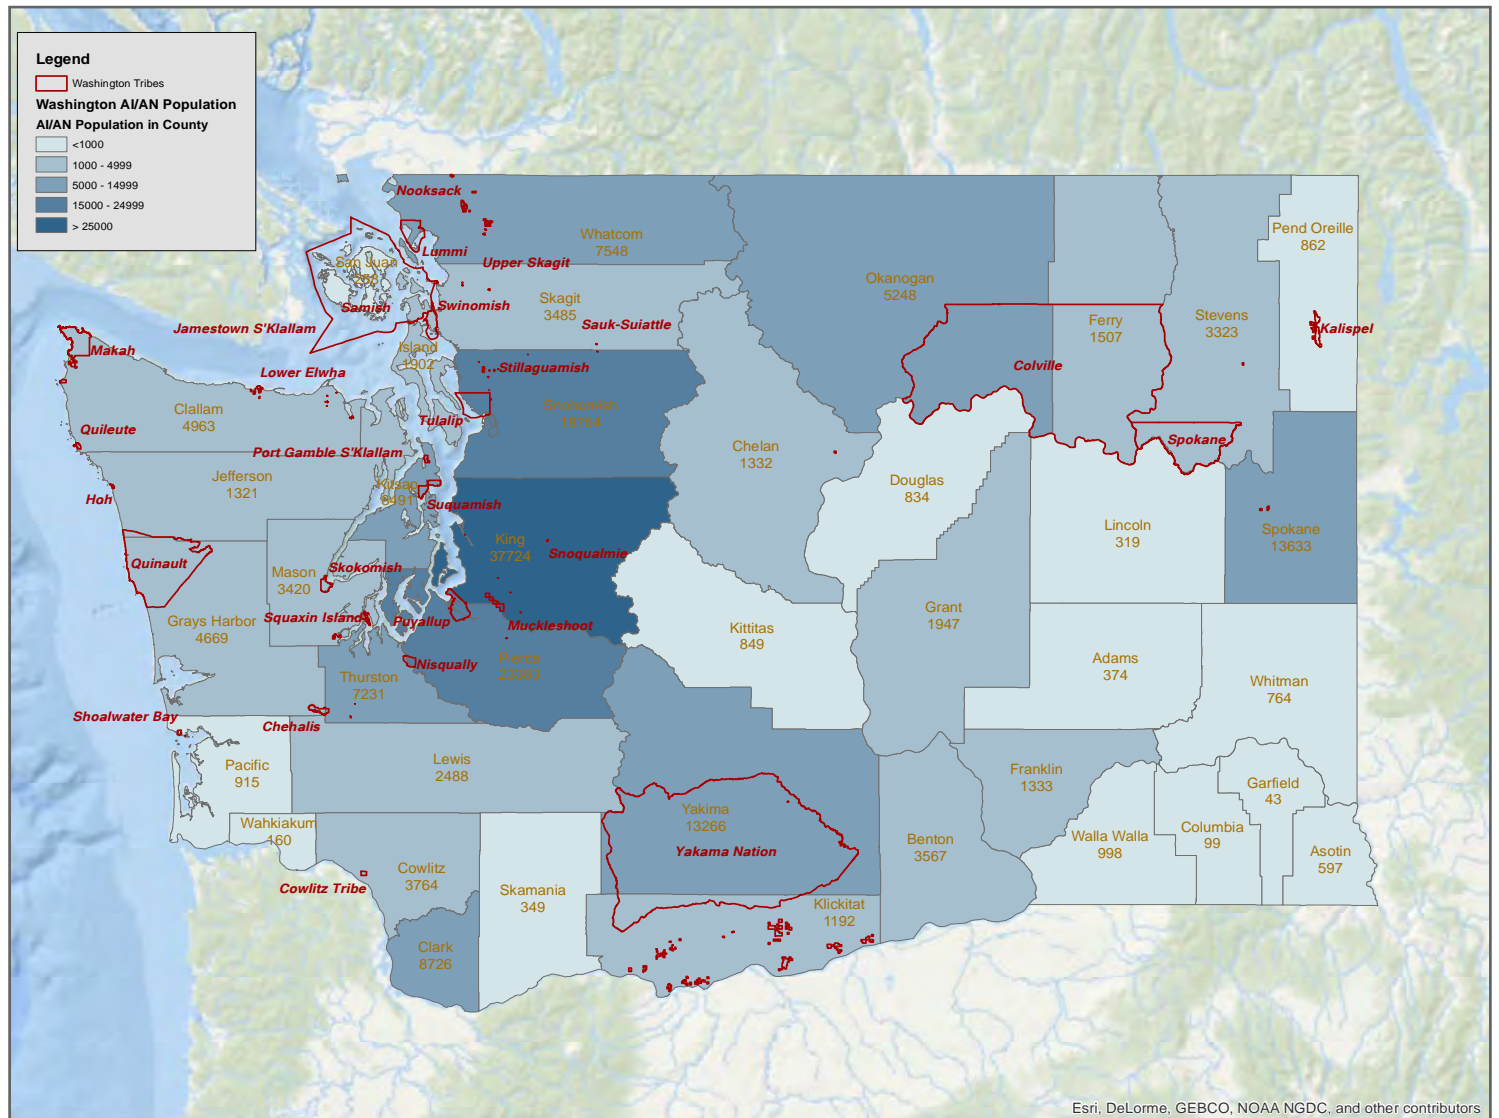 Legend
Washington Tribes
Washington AI/AN Population
AI/AN Population in County
<1000
1000 - 4999
5000 - 14999
15000 - 24999
> 25000
Nooksack
Whatcom
7548
Lummi
Upper Skagit
San Juan
Samish
Swinomish
Skagit
3485
Sauk-Suiattle
Jamestown S'Klallam
Island
1902
Makah
Lower Elwha
Stillaguamish
Clallam
4963
Snohomish
Tulalip
Quileute
Port Gamble S'Klallam
Jefferson
1321
Kitsap
8491
Hoh
Suquamish
King
37724
Snoqualmie
Quinault
Mason
3420
Skokomish
Grays Harbor
4669
Squaxin Island
Puyallup
Muckleshoot
Nisqually
Pierce
Thurston
7231
Shoalwater Bay
Chehalis
Pacific
915
Lewis
2488
Wahkiakum
160
Cowlitz
3764
Cowlitz Tribe
Clark
8726
Skamania
349
Okanogan
5248
Ferry
1507
Stevens
3323
Pend Oreille
862
Kalispel
Colville
Chelan
1332
Douglas
834
Spokane
Lincoln
319
Spokane
13633
Kittitas
849
Grant
1947
Adams
374
Whitman
764
Yakima
13266
Yakama Nation
Benton
3567
Franklin
1333
Walla Walla
998
Columbia
99
Garfield
43
Asotin
597
Klickitat
1192
Esri, DeLorme, GEBCO, NOAA NGDC, and other contributors